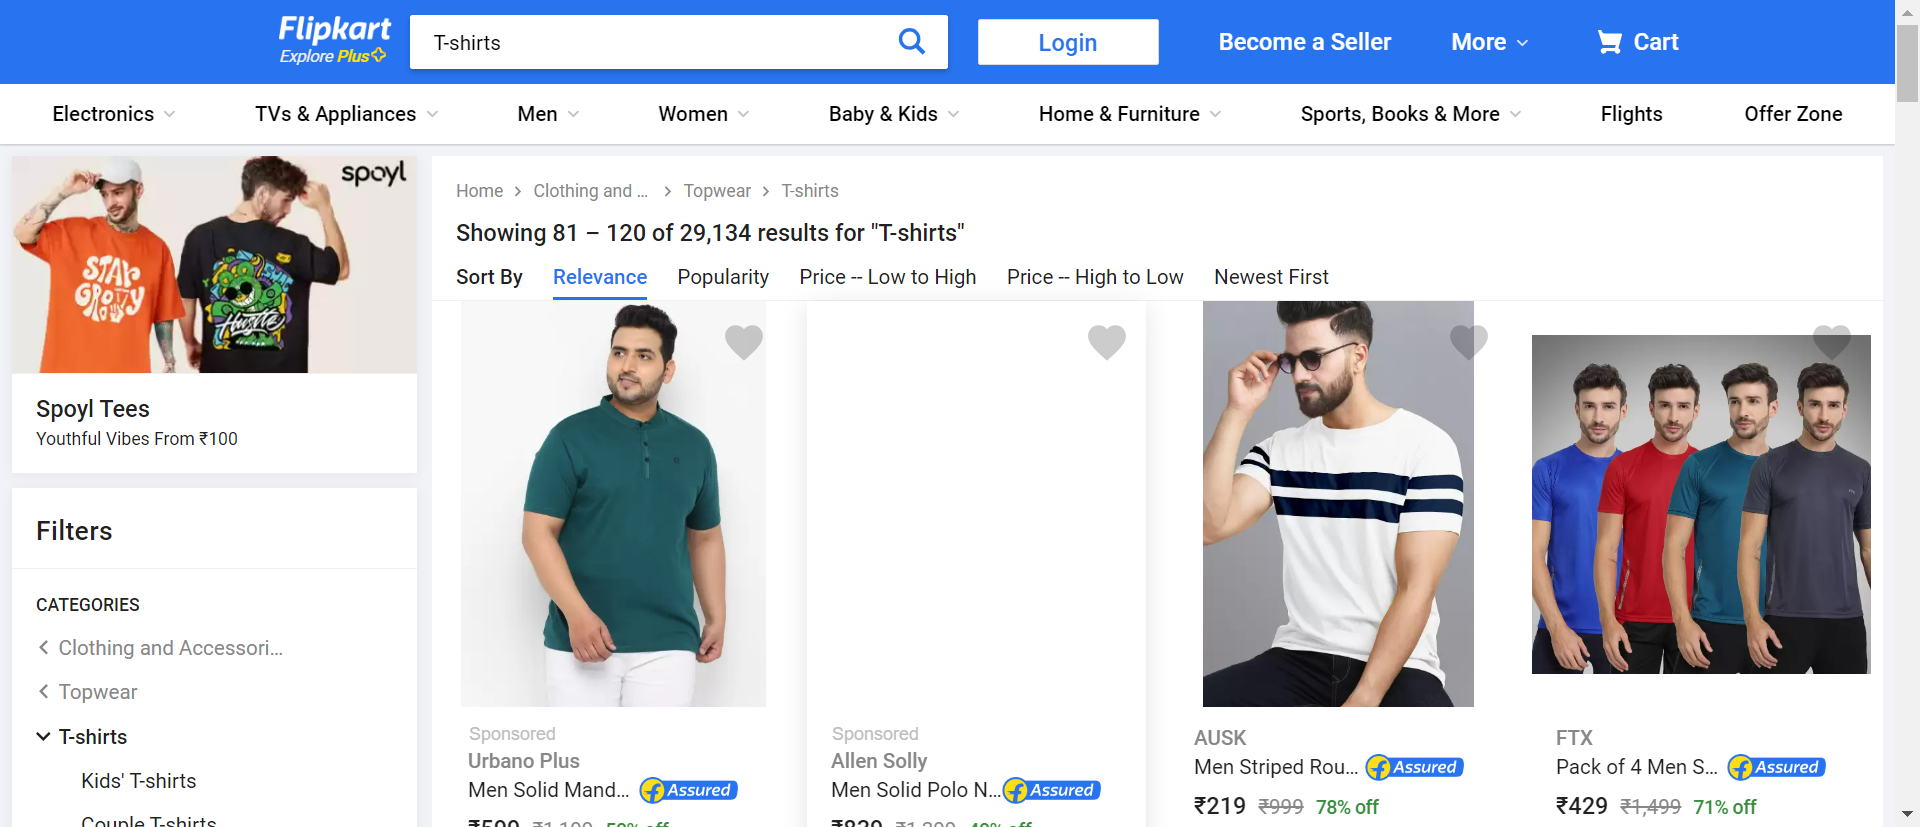 Flipkart
Explore Plus
T-shirts
Login
Become a Seller
More
Cart
Electronics
TVs & Appliances
Men
Women
Baby & Kids
Home & Furniture
Sports, Books & More
Flights
Offer Zone
spoyl
STAY
GROOVY
Hustle
Spoyl Tees
Youthful Vibes From ₹100
Filters
CATEGORIES
Clothing and Accessori...
Topwear
T-shirts
Kids' T-shirts
Couple T-shirts
Home
Clothing and ...
Topwear
T-shirts
Showing 81 – 120 of 29,134 results for "T-shirts"
Sort By
Relevance
Popularity
Price -- Low to High
Price -- High to Low
Newest First
Sponsored
Urbano Plus
Men Solid Mand... Assured
Sponsored
Allen Solly
Men Solid Polo N... Assured
AUSK
Men Striped Rou... Assured
₹219 ₹999 78% off
FTX
Pack of 4 Men S... Assured
₹429 ₹1,499 71% off